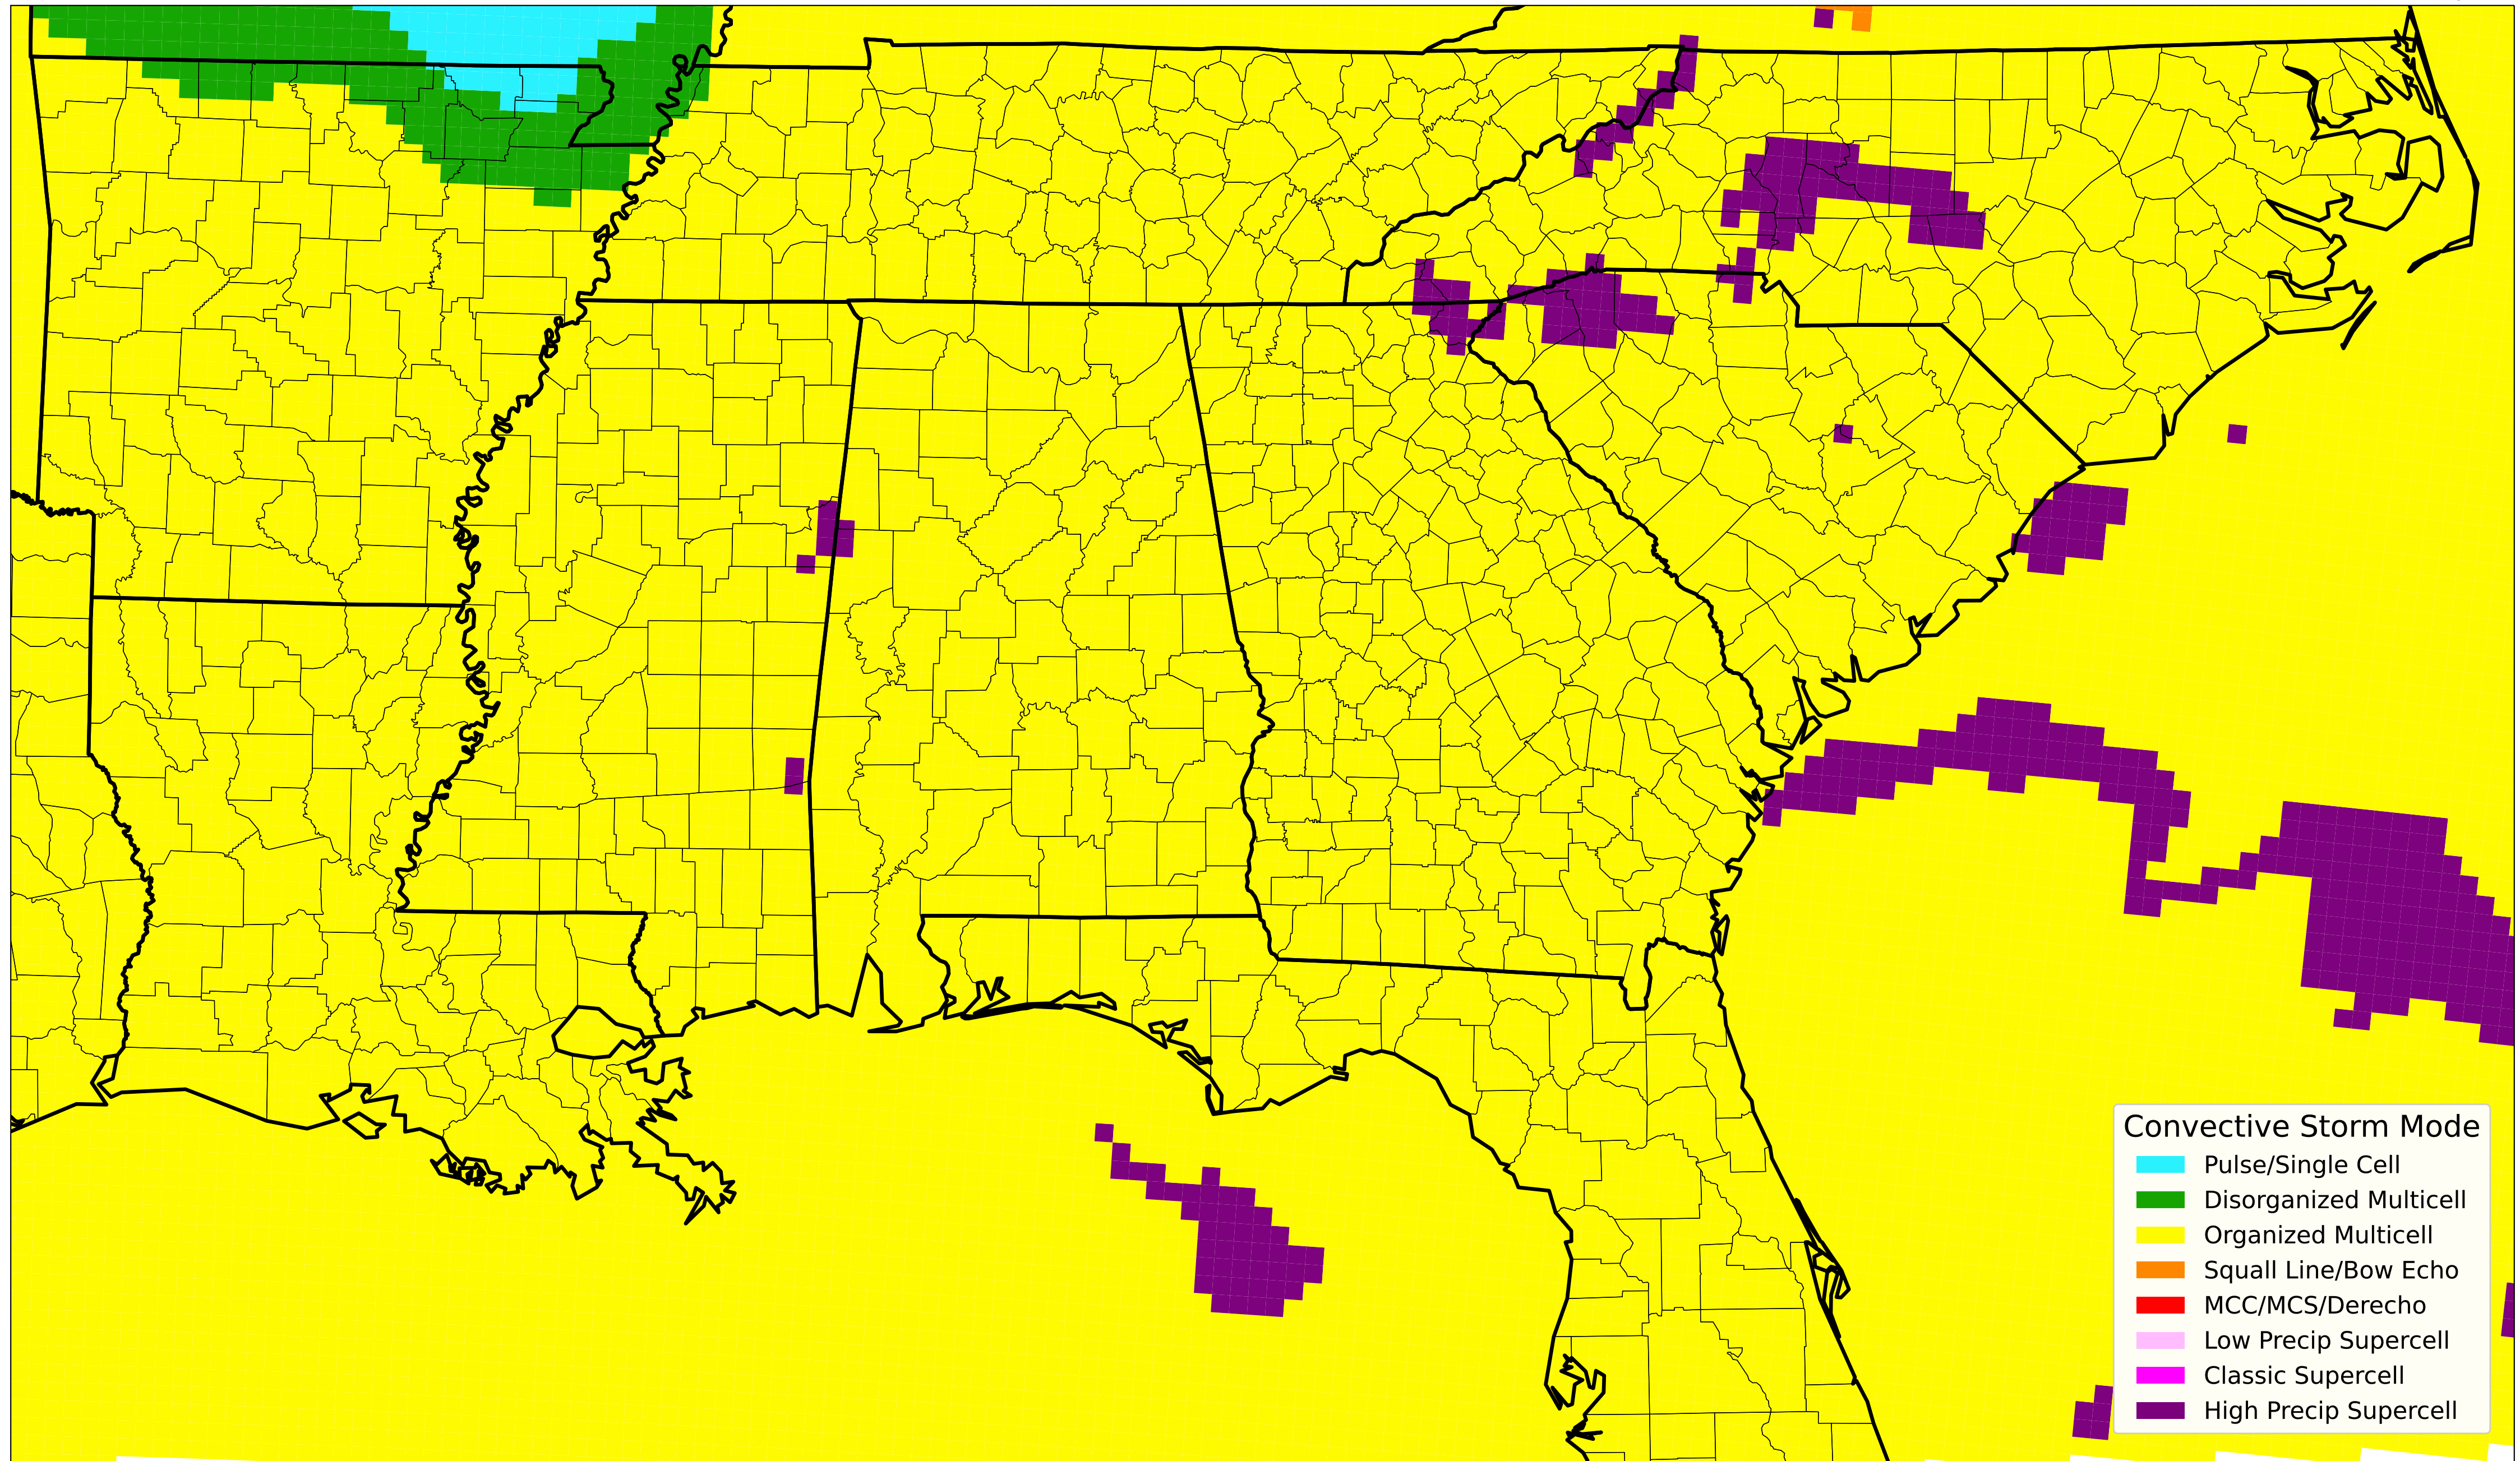 Convective Storm Mode
Pulse/Single Cell
Disorganized Multicell
Organized Multicell
Squall Line/Bow Echo
MCC/MCS/Derecho
Low Precip Supercell
Classic Supercell
High Precip Supercell